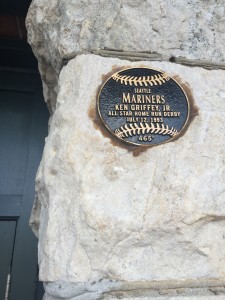 SEATTLE
MARINERS
KEN GRIFFEY, JR.
ALL STAR HOME RUN DERBY
JULY 12, 1993
465'